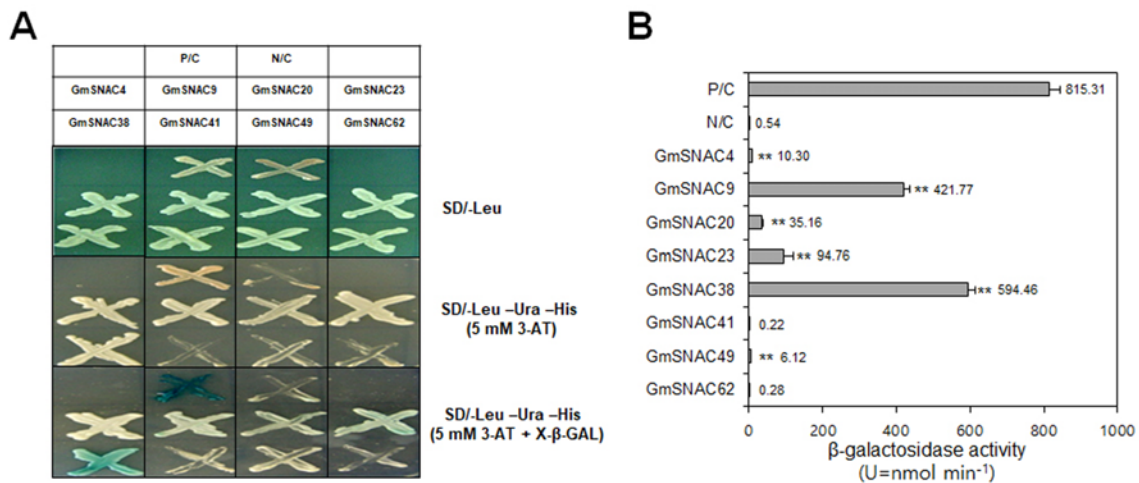 A
P/C N/C
GmSNAC4 GmSNAC9 GmSNAC20 GmSNAC23
GmSNAC38 GmSNAC41 GmSNAC49 GmSNAC62
SD/-Leu
SD/-Leu –Ura –His
(5 mM 3-AT)
SD/-Leu –Ura –His
(5 mM 3-AT + X-β-GAL)
B
P/C 815.31
N/C 0.54
GmSNAC4 ** 10.30
GmSNAC9 ** 421.77
GmSNAC20 ** 35.16
GmSNAC23 ** 94.76
GmSNAC38 ** 594.46
GmSNAC41 0.22
GmSNAC49 ** 6.12
GmSNAC62 0.28
0 200 400 600 800 1000
β-galactosidase activity
(U=nmol min-1)